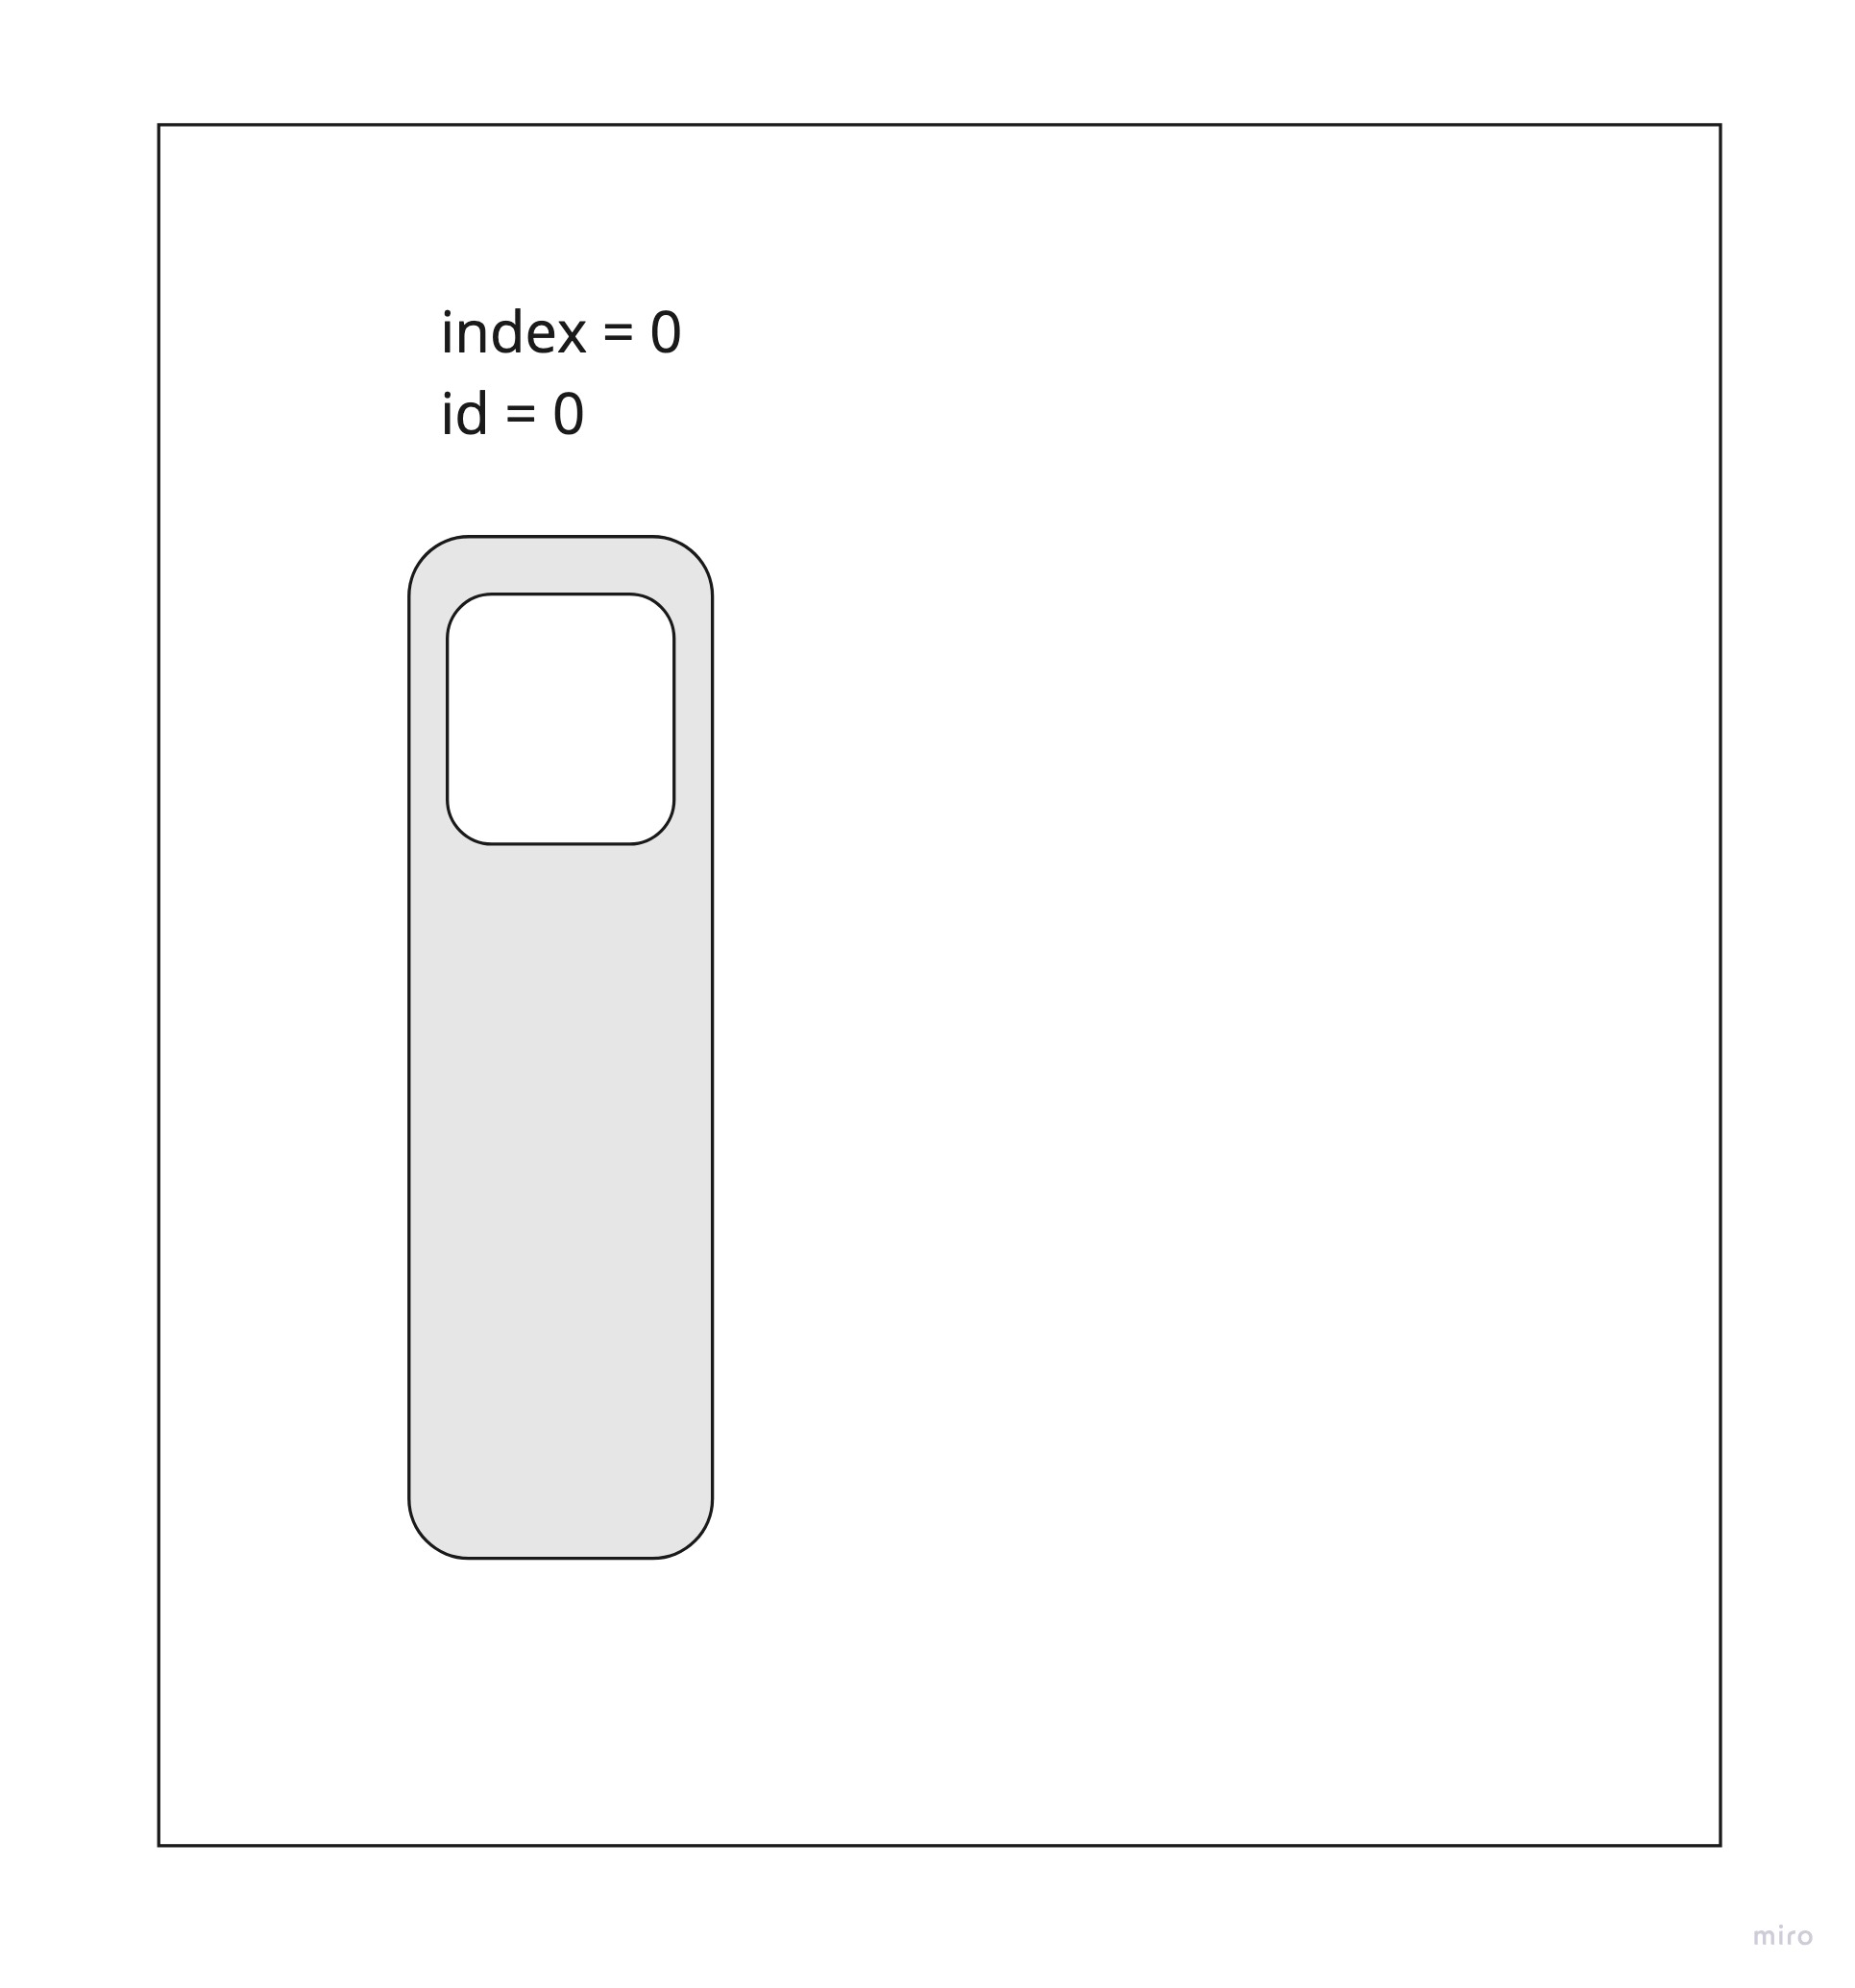 index = 0
id = 0
miro